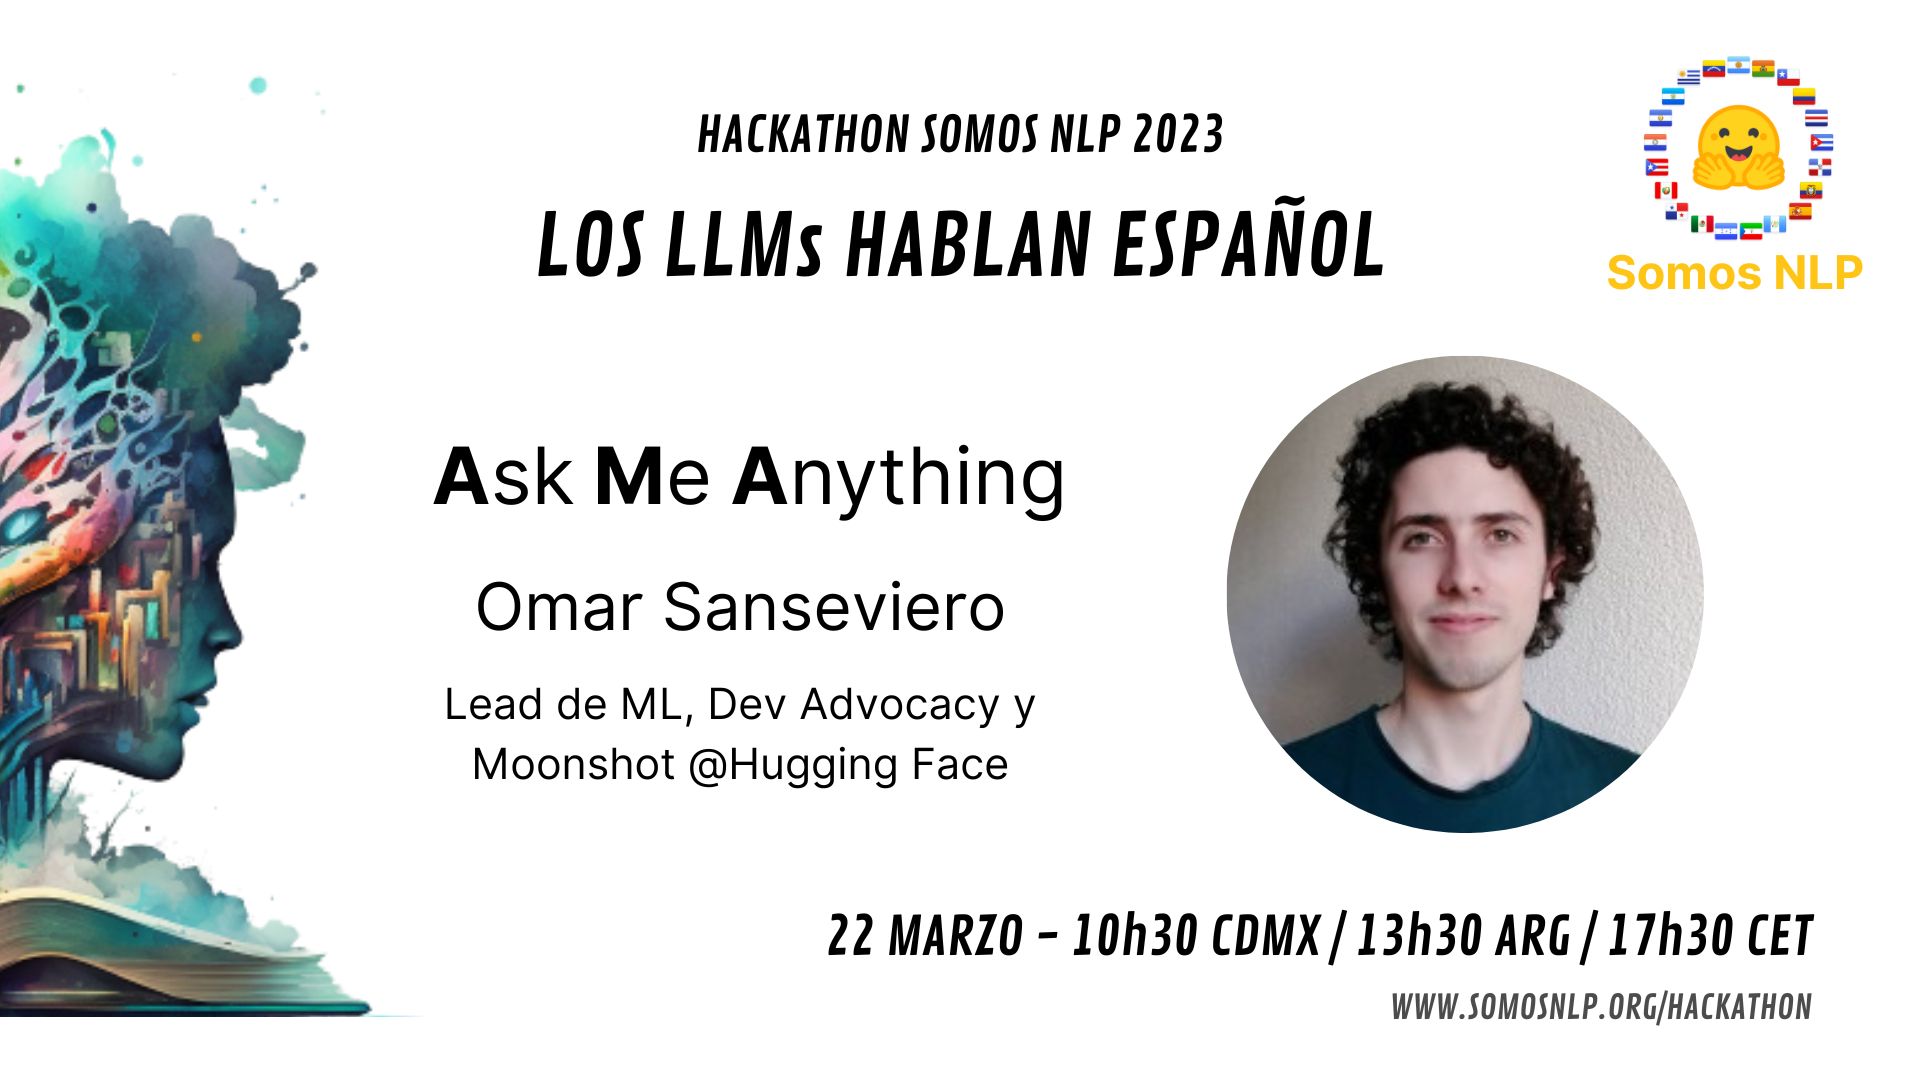 HACKATHON SOMOS NLP 2023
LOS LLMs HABLAN ESPAÑOL
Somos NLP
Ask Me Anything
Omar Sanseviero
Lead de ML, Dev Advocacy y
Moonshot @Hugging Face
22 MARZO - 10h30 CDMX / 13h30 ARG / 17h30 CET
WWW.SOMOSNLP.ORG/HACKATHON